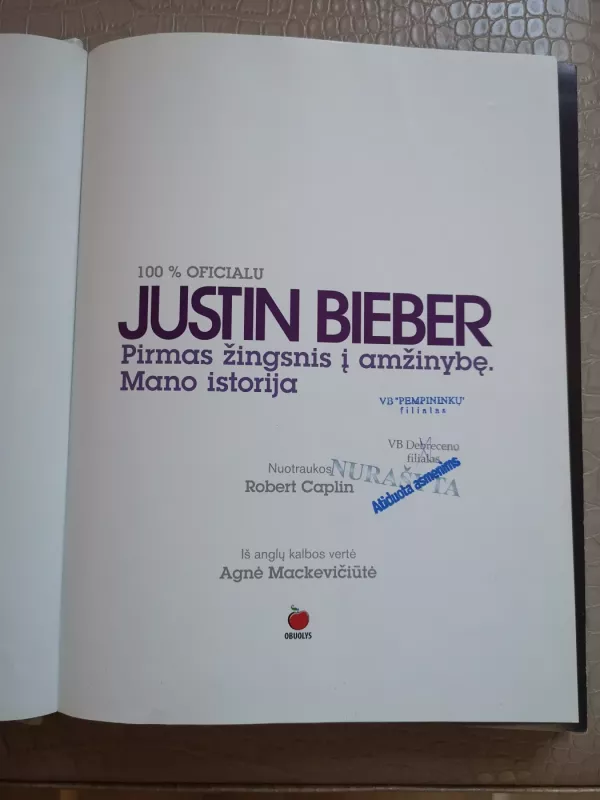 100 % OFICIALU
JUSTIN BIEBER
Pirmas žingsnis į amžinybę.
Mano istorija
VB "PEMPININKŲ"
filialas
VB Debreceno
filialas
NURAŠYTA
Atiduota asmenims
Nuotraukos
Robert Caplin
Iš anglų kalbos vertė
Agnė Mackevičiūtė
OBUOLYS